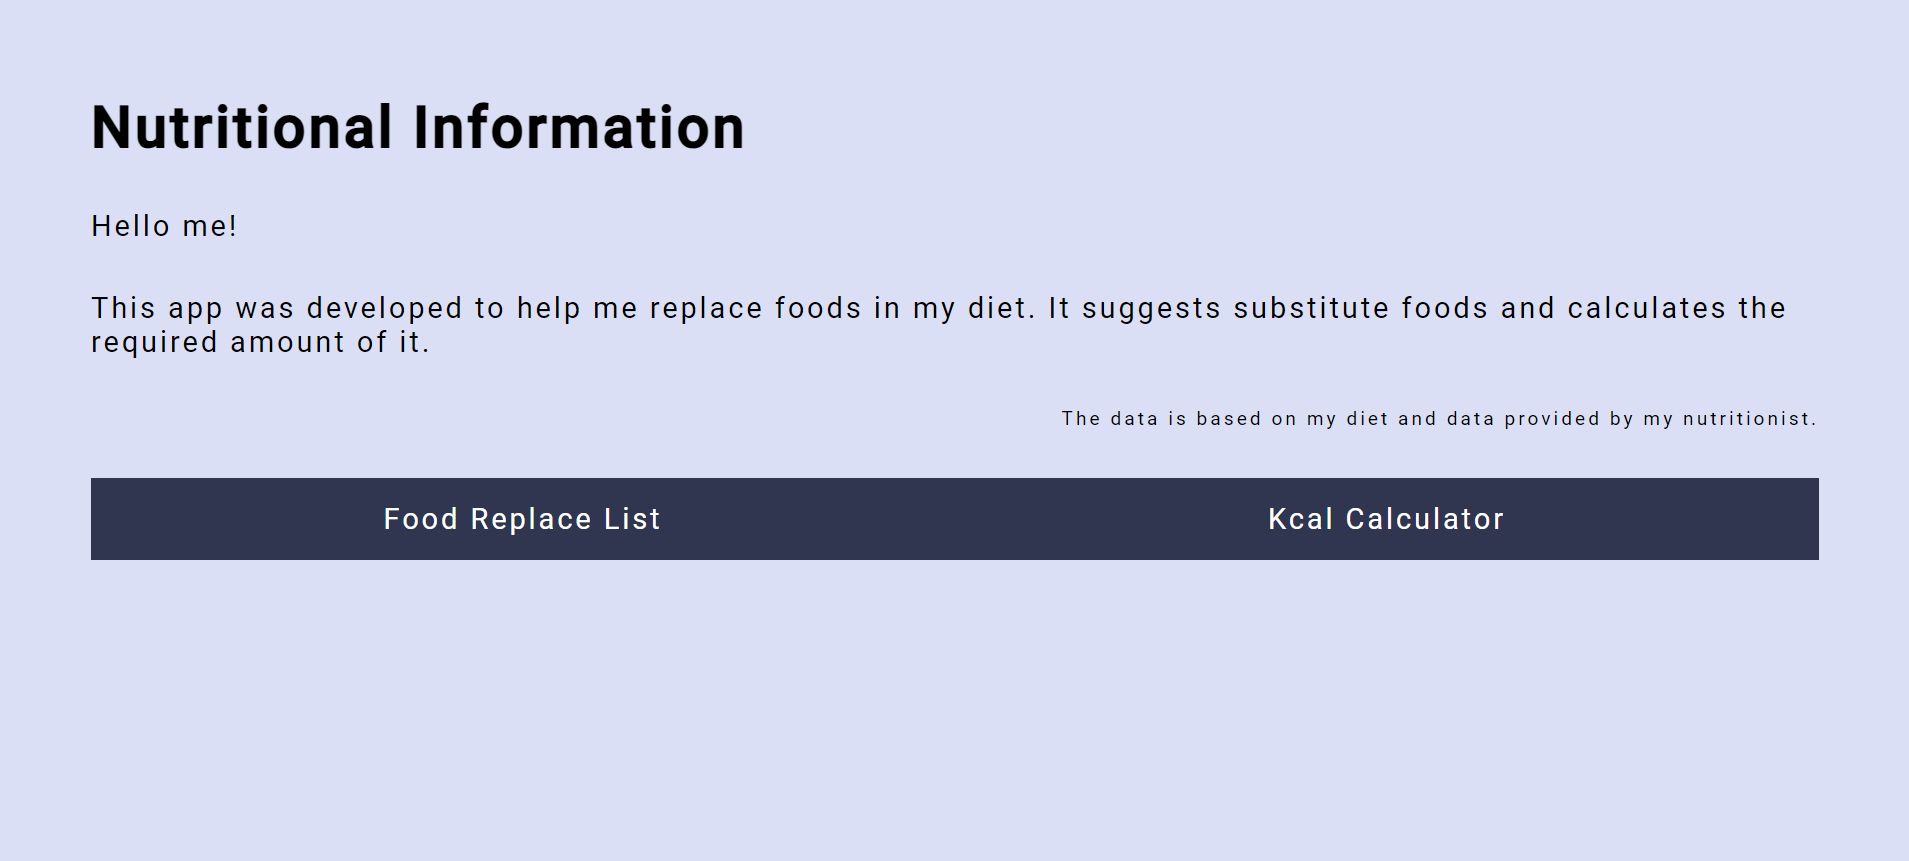 Nutritional Information
Hello me!
This app was developed to help me replace foods in my diet. It suggests substitute foods and calculates the
required amount of it.
The data is based on my diet and data provided by my nutritionist.
Food Replace List
Kcal Calculator